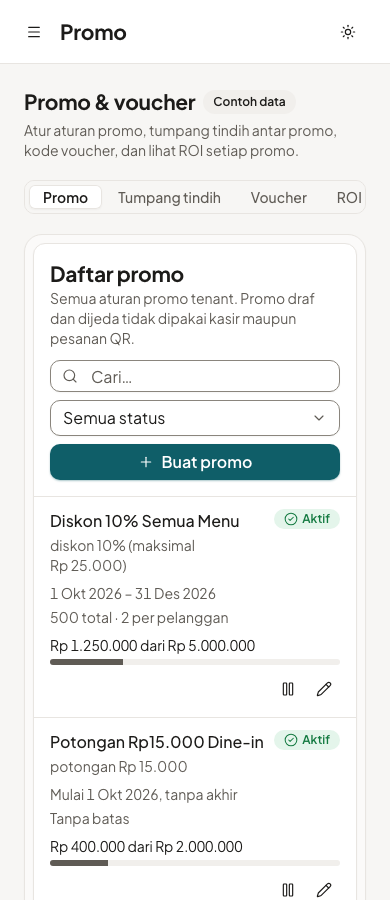 Promo
Promo & voucher
Contoh data
Atur aturan promo, tumpang tindih antar promo,
kode voucher, dan lihat ROI setiap promo.
Promo
Tumpang tindih
Voucher
ROI
Daftar promo
Semua aturan promo tenant. Promo draf
dan dijeda tidak dipakai kasir maupun
pesanan QR.
Cari...
Semua status
Buat promo
Diskon 10% Semua Menu
Aktif
diskon 10% (maksimal
Rp 25.000)
1 Okt 2026 – 31 Des 2026
500 total · 2 per pelanggan
Rp 1.250.000 dari Rp 5.000.000
Potongan Rp15.000 Dine-in
Aktif
potongan Rp 15.000
Mulai 1 Okt 2026, tanpa akhir
Tanpa batas
Rp 400.000 dari Rp 2.000.000